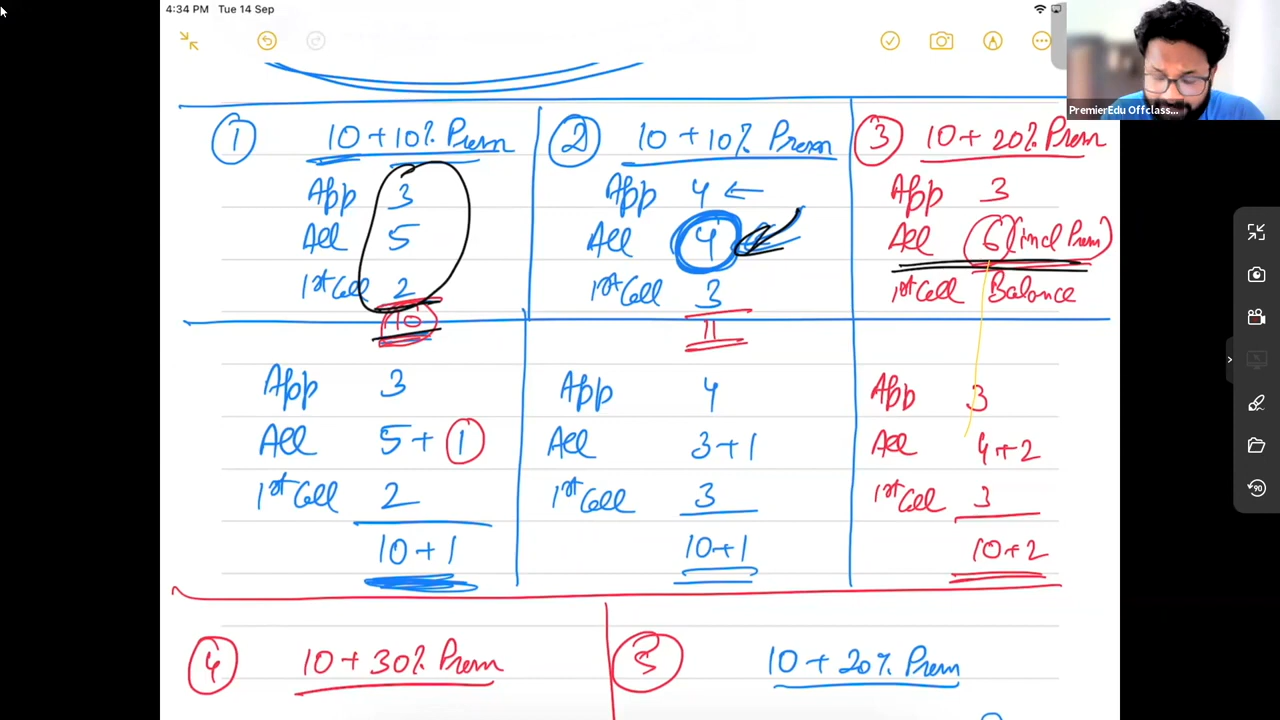 4:34 PM Tue 14 Sep
PremierEdu Offclass...
① 10 + 10% Prem
App 3
All 5
1st Call 2
10
App 3
All 5 + 1
1st Call 2
10 + 1
② 10 + 10% Prem
App 4 ←
All 4
1st Call 3
11
App 4
All 3 + 1
1st Call 3
10 + 1
③ 10 + 20% Prem
App 3
All 6 (incl Prem)
1st Call Balance
App 3
All 4 + 2
1st Call 3
10 + 2
④ 10 + 30% Prem
⑤ 10 + 20% Prem
90